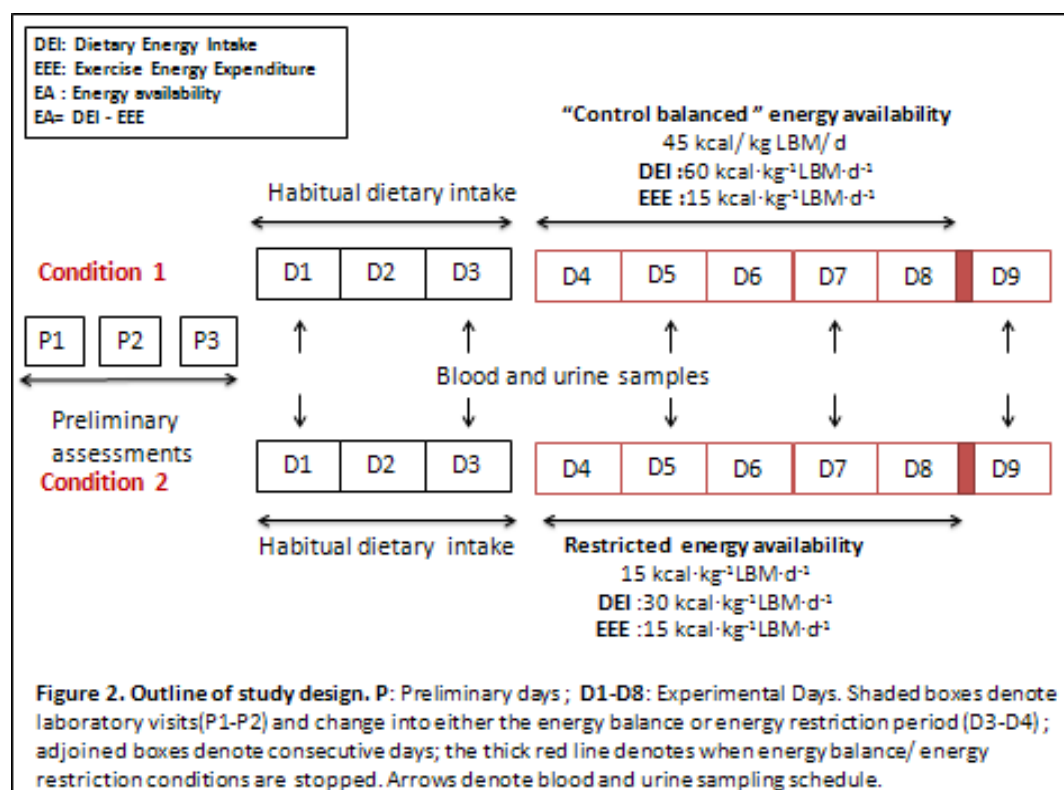 DEI: Dietary Energy Intake
EEE: Exercise Energy Expenditure
EA : Energy availability
EA= DEI - EEE
“Control balanced ” energy availability
45 kcal/ kg LBM/ d
DEI :60 kcal·kg⁻¹LBM·d⁻¹
EEE :15 kcal·kg⁻¹LBM·d⁻¹
Habitual dietary intake
Condition 1
D1 D2 D3 D4 D5 D6 D7 D8 D9
P1 P2 P3
Blood and urine samples
Preliminary
assessments
Condition 2
D1 D2 D3 D4 D5 D6 D7 D8 D9
Habitual dietary intake
Restricted energy availability
15 kcal·kg⁻¹LBM·d⁻¹
DEI :30 kcal·kg⁻¹LBM·d⁻¹
EEE :15 kcal·kg⁻¹LBM·d⁻¹
Figure 2. Outline of study design. P: Preliminary days ; D1-D8: Experimental Days. Shaded boxes denote
laboratory visits(P1-P2) and change into either the energy balance or energy restriction period (D3-D4) ;
adjoined boxes denote consecutive days; the thick red line denotes when energy balance/ energy
restriction conditions are stopped. Arrows denote blood and urine sampling schedule.